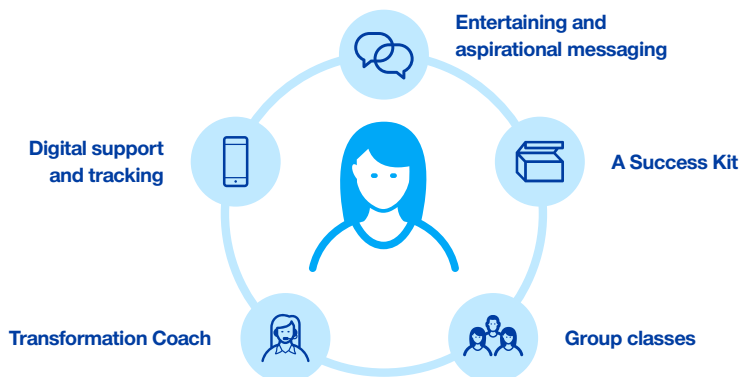 Entertaining and
aspirational messaging
Digital support
and tracking
A Success Kit
Transformation Coach
Group classes